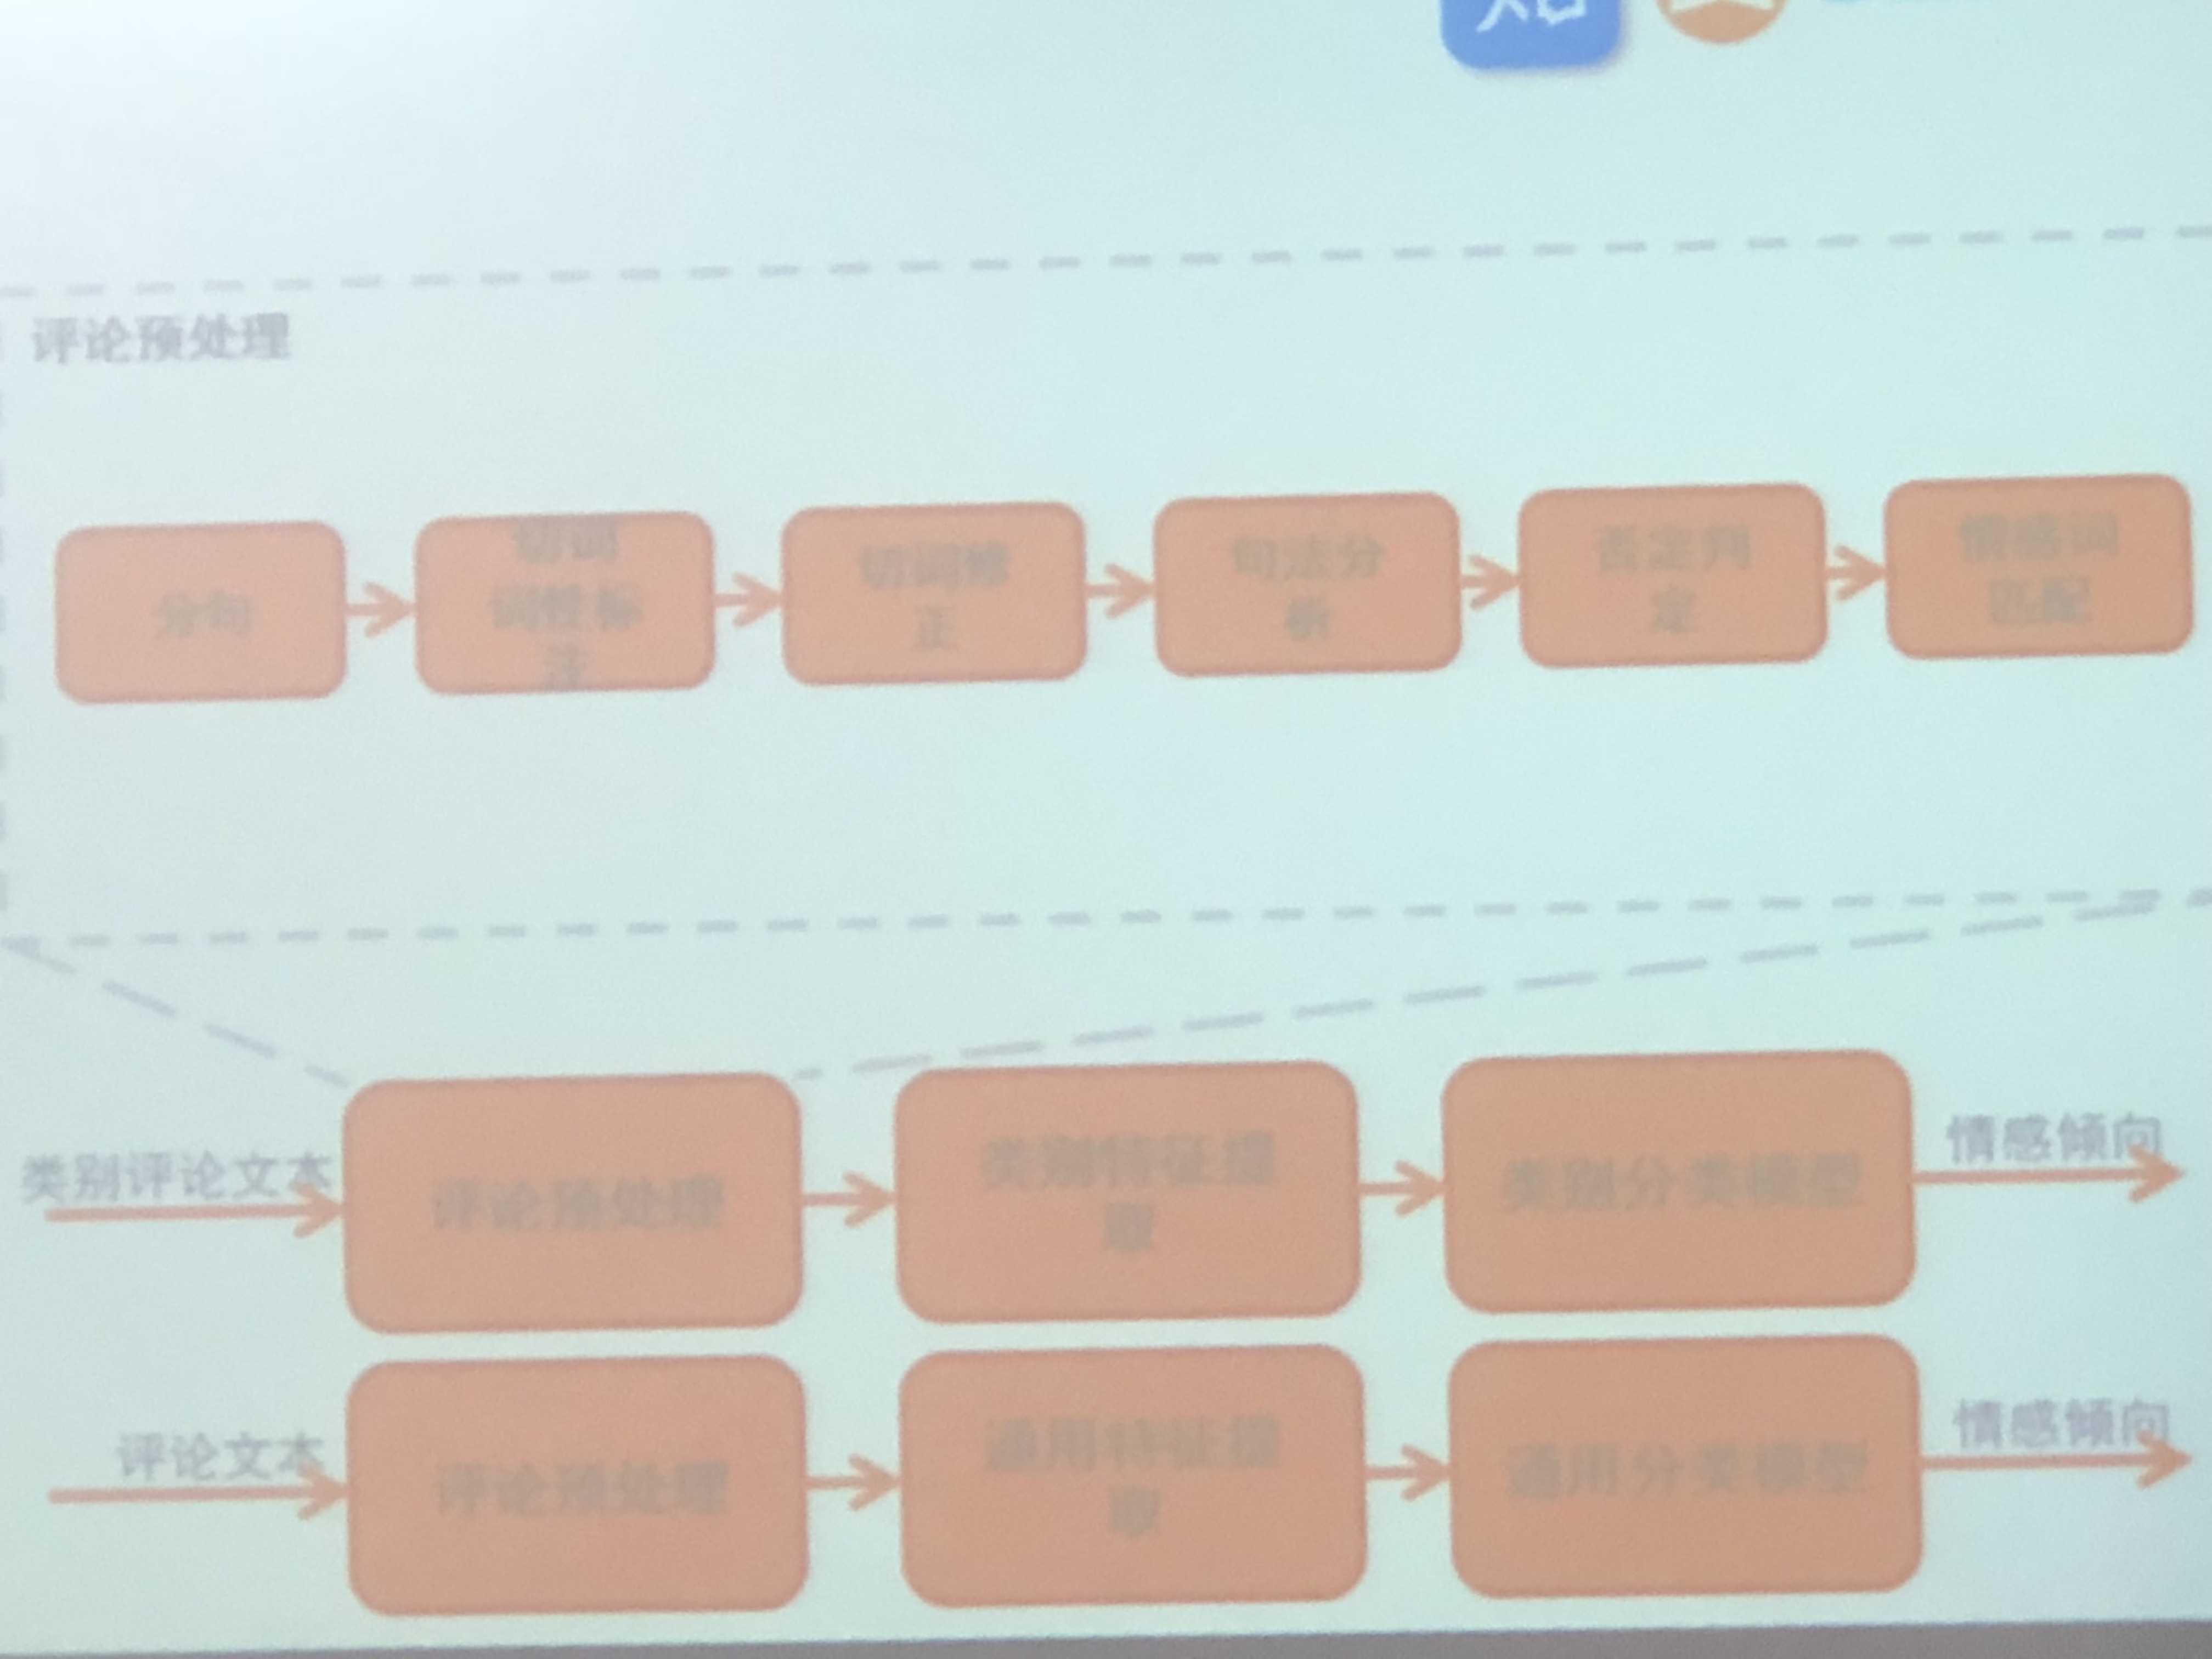 评论预处理
分句
切词
词性标
注
切词修
正
句法分
析
否定判
定
情感词
匹配
类别评论文本
评论预处理
类别特征提
取
类别分类模型
情感倾向
评论文本
评论预处理
通用特征提
取
通用分类模型
情感倾向